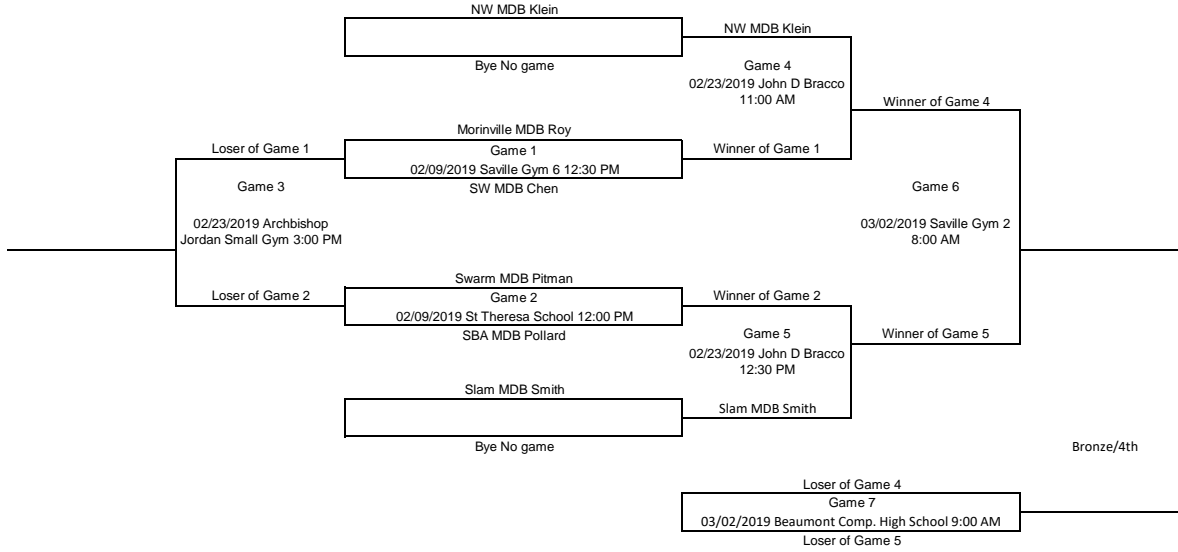 NW MDB Klein
NW MDB Klein
Bye No game
Game 4
02/23/2019 John D Bracco
11:00 AM
Winner of Game 4
Morinville MDB Roy
Loser of Game 1
Game 1
Winner of Game 1
02/09/2019 Saville Gym 6 12:30 PM
SW MDB Chen
Game 3
Game 6
02/23/2019 Archbishop
Jordan Small Gym 3:00 PM
03/02/2019 Saville Gym 2
8:00 AM
Swarm MDB Pitman
Loser of Game 2
Game 2
Winner of Game 2
02/09/2019 St Theresa School 12:00 PM
SBA MDB Pollard
Game 5
Winner of Game 5
02/23/2019 John D Bracco
12:30 PM
Slam MDB Smith
Slam MDB Smith
Bye No game
Bronze/4th
Loser of Game 4
Game 7
03/02/2019 Beaumont Comp. High School 9:00 AM
Loser of Game 5